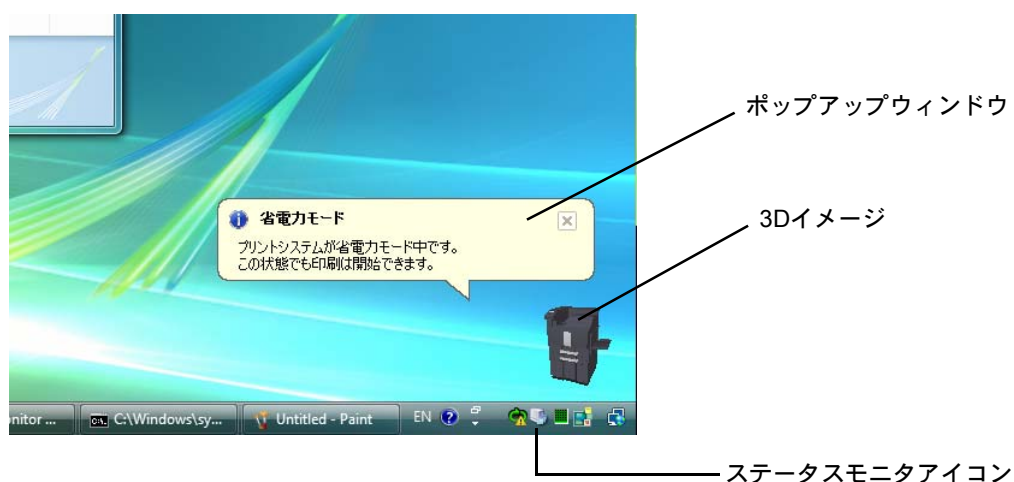 ポップアップウィンドウ
3Dイメージ
省電力モード
プリントシステムが省電力モード中です。
この状態でも印刷は開始できます。
onitor ...
C:\Windows\sy...
Untitled - Paint
EN
ステータスモニタアイコン